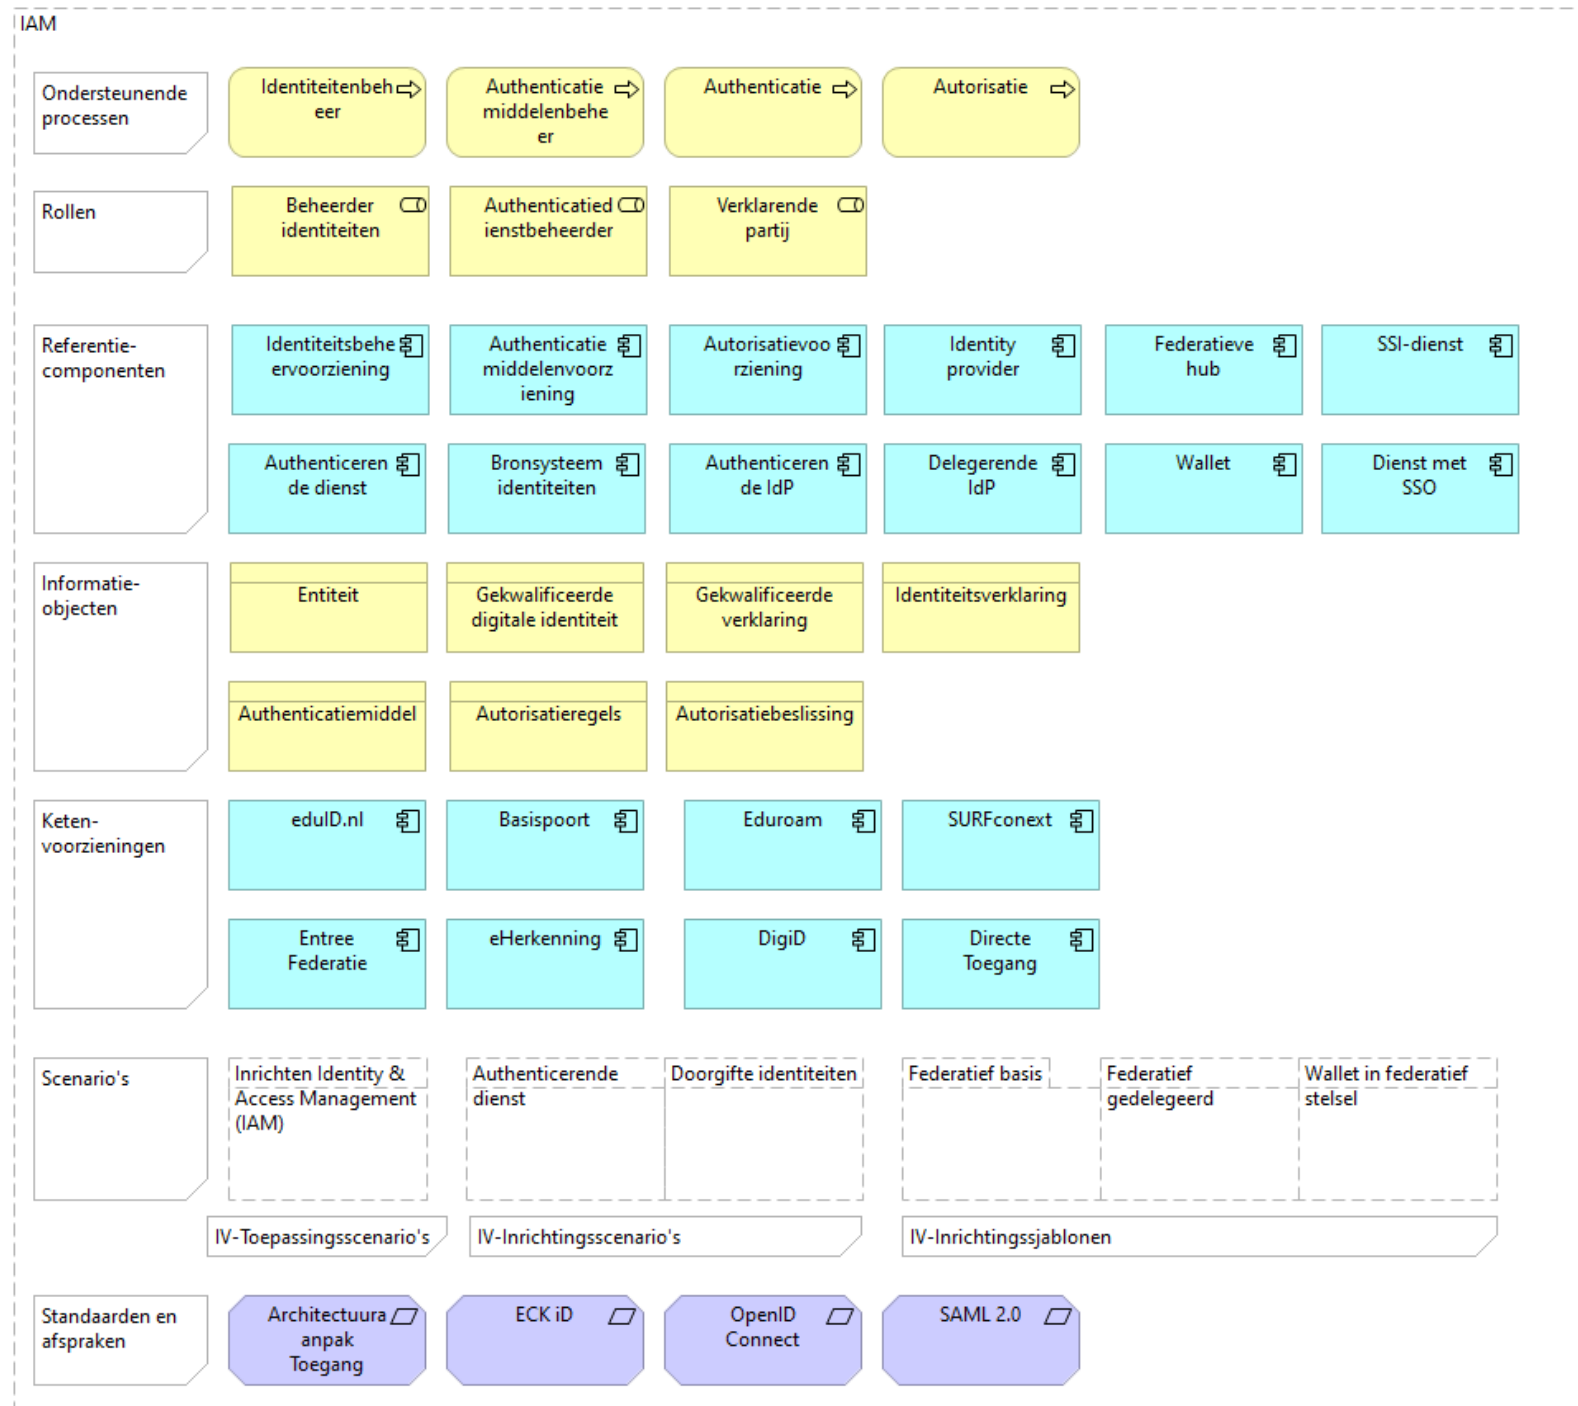 IAM
Ondersteunende
processen
Identiteitenbeh
eer
Authenticatie
middelenbehe
er
Authenticatie
Autorisatie
Rollen
Beheerder
identiteiten
Authenticatied
ienstbeheerder
Verklarende
partij
Referentie-
componenten
Identiteitsbehe
ervoorziening
Authenticatie
middelenvoorz
iening
Autorisatievoo
rziening
Identity
provider
Federatieve
hub
SSI-dienst
Authenticeren
de dienst
Bronsysteem
identiteiten
Authenticeren
de IdP
Delegerende
IdP
Wallet
Dienst met
SSO
Informatie-
objecten
Entiteit
Gekwalificeerde
digitale identiteit
Gekwalificeerde
verklaring
Identiteitsverklaring
Authenticatiemiddel
Autorisatieregels
Autorisatiebeslissing
Keten-
voorzieningen
eduID.nl
Basispoort
Eduroam
SURFconext
Entree
Federatie
eHerkenning
DigiD
Directe
Toegang
Scenario's
Inrichten Identity &
Access Management
(IAM)
Authenticerende
dienst
Doorgifte identiteiten
Federatief basis
Federatief
gedelegeerd
Wallet in federatief
stelsel
IV-Toepassingsscenario's
IV-Inrichtingsscenario's
IV-Inrichtingssjablonen
Standaarden en
afspraken
Architectuura
anpak
Toegang
ECK iD
OpenID
Connect
SAML 2.0